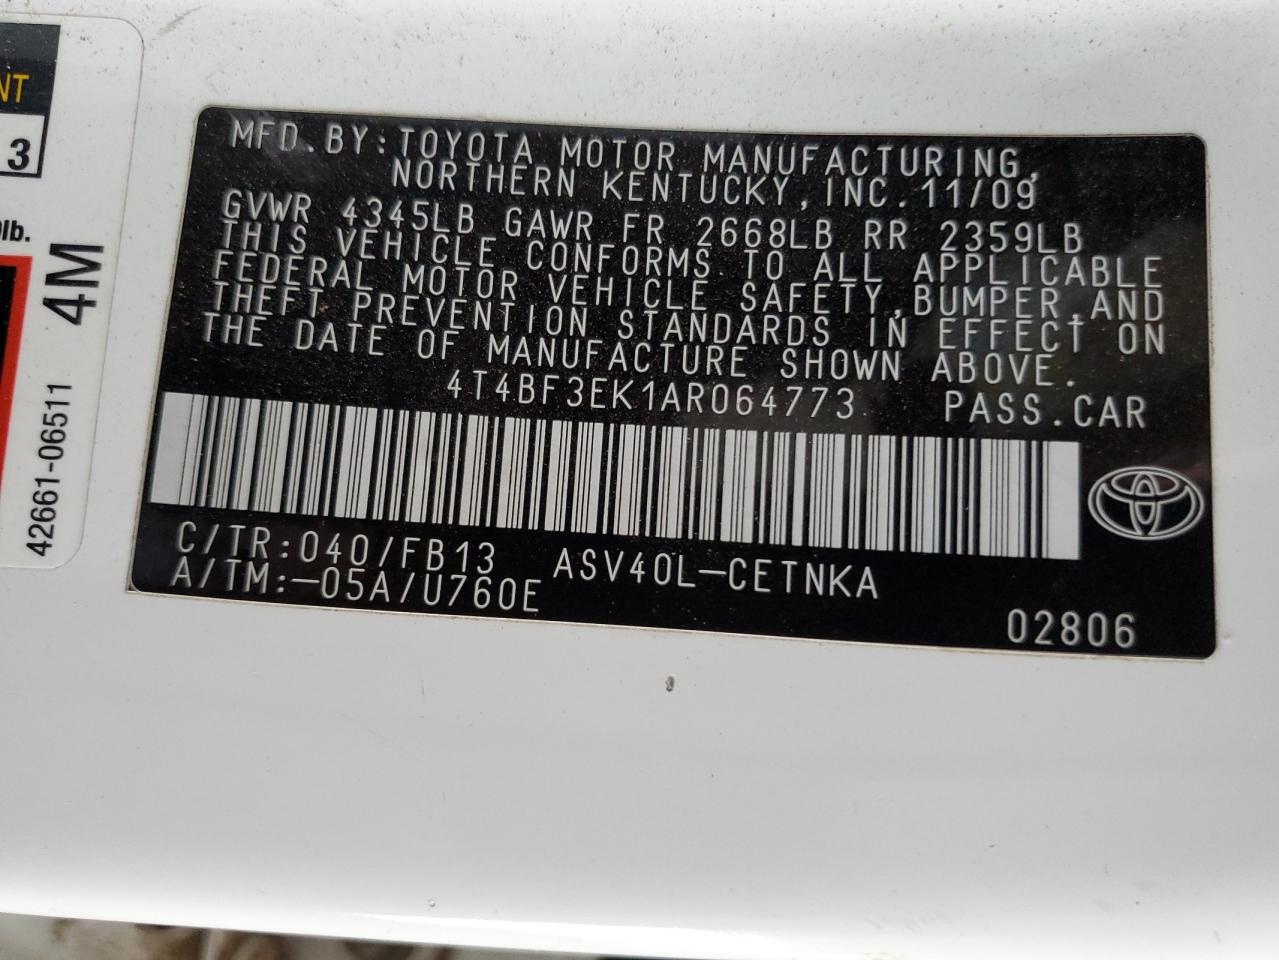 NT
3
lb.
4M
42661-06511
MFD.BY:TOYOTA MOTOR MANUFACTURING,
NORTHERN KENTUCKY,INC.11/09
GVWR 4345LB GAWR FR 2668LB RR 2359LB
THIS VEHICLE CONFORMS TO ALL APPLICABLE
FEDERAL MOTOR VEHICLE SAFETY,BUMPER,AND
THEFT PREVENTION STANDARDS IN EFFECT ON
THE DATE OF MANUFACTURE SHOWN ABOVE.
4T4BF3EK1AR064773 PASS.CAR
C/TR:040/FB13 ASV40L-CETNKA
A/TM:-05A/U760E
02806